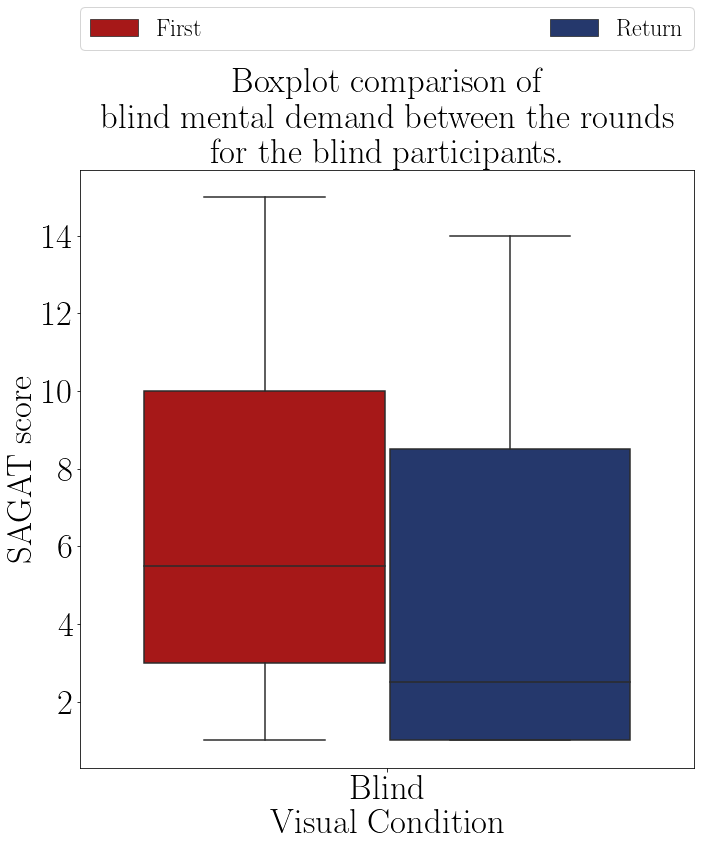 First Return
Boxplot comparison of
blind mental demand between the rounds
for the blind participants.
14
12
10
8
6
4
2
SAGAT score
Blind
Visual Condition